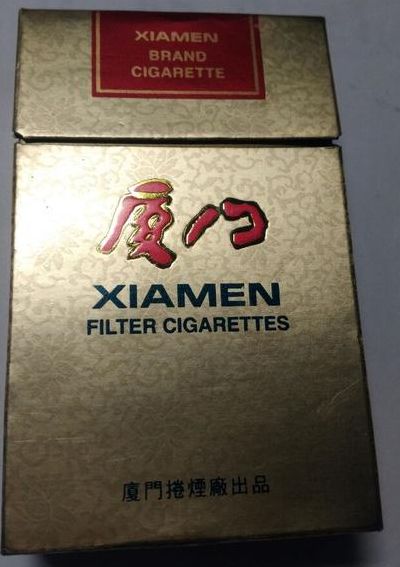 XIAMEN
BRAND
CIGARETTE
厦门
XIAMEN
FILTER CIGARETTES
廈門捲煙廠出品